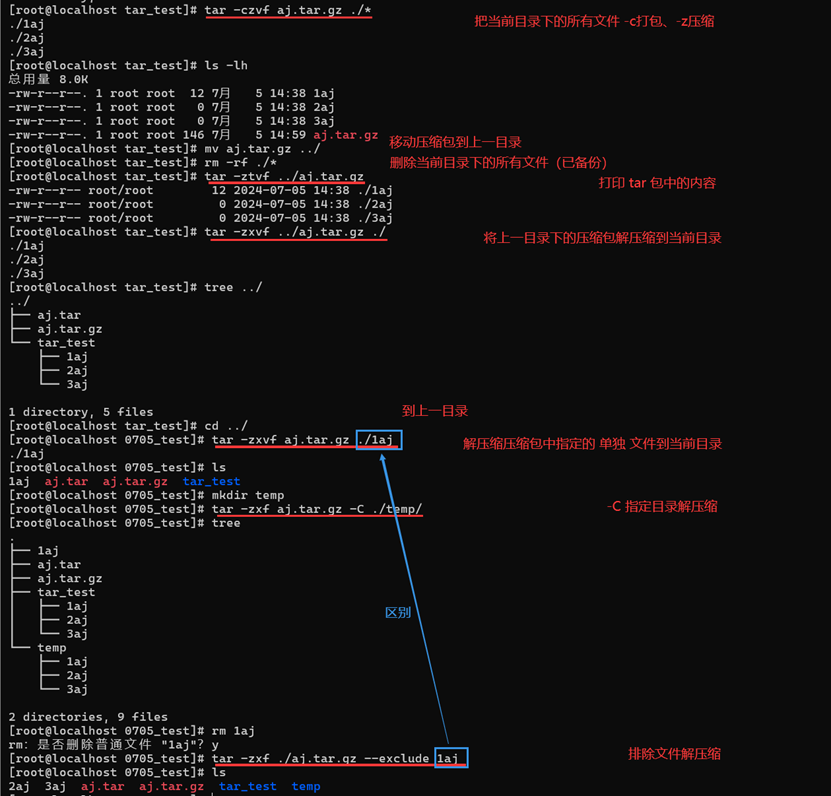 [root@localhost tar_test]# tar -czvf aj.tar.gz ./* 把当前目录下的所有文件 -c打包、-z压缩
./1aj
./2aj
./3aj
[root@localhost tar_test]# ls -lh
总用量 8.0K
-rw-r--r--. 1 root root  12 7月   5 14:38 1aj
-rw-r--r--. 1 root root   0 7月   5 14:38 2aj
-rw-r--r--. 1 root root   0 7月   5 14:38 3aj
-rw-r--r--. 1 root root 146 7月   5 14:59 aj.tar.gz
[root@localhost tar_test]# mv aj.tar.gz ../ 移动压缩包到上一目录
[root@localhost tar_test]# rm -rf ./* 删除当前目录下的所有文件（已备份）
[root@localhost tar_test]# tar -ztvf ../aj.tar.gz 打印 tar 包中的内容
-rw-r--r-- root/root        12 2024-07-05 14:38 ./1aj
-rw-r--r-- root/root         0 2024-07-05 14:38 ./2aj
-rw-r--r-- root/root         0 2024-07-05 14:38 ./3aj
[root@localhost tar_test]# tar -zxvf ../aj.tar.gz ./ 将上一目录下的压缩包解压缩到当前目录
./1aj
./2aj
./3aj
[root@localhost tar_test]# tree ../
../
├── aj.tar
├── aj.tar.gz
└── tar_test
    ├── 1aj
    ├── 2aj
    └── 3aj
1 directory, 5 files
[root@localhost tar_test]# cd ../ 到上一目录
[root@localhost 0705_test]# tar -zxvf aj.tar.gz ./1aj 解压缩压缩包中指定的 单独 文件到当前目录
./1aj
[root@localhost 0705_test]# ls
1aj  aj.tar  aj.tar.gz  tar_test
[root@localhost 0705_test]# mkdir temp
[root@localhost 0705_test]# tar -zxf aj.tar.gz -C ./temp/ -C 指定目录解压缩
[root@localhost 0705_test]# tree
.
├── 1aj
├── aj.tar
├── aj.tar.gz
├── tar_test
│   ├── 1aj
│   ├── 2aj
│   └── 3aj
└── temp
    ├── 1aj
    ├── 2aj
    └── 3aj
区别
2 directories, 9 files
[root@localhost 0705_test]# rm 1aj
rm：是否删除普通文件 "1aj"？y
[root@localhost 0705_test]# tar -zxf ./aj.tar.gz --exclude 1aj 排除文件解压缩
[root@localhost 0705_test]# ls
2aj  3aj  aj.tar  aj.tar.gz  tar_test  temp